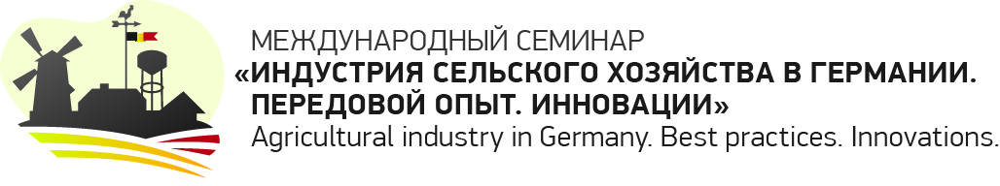 МЕЖДУНАРОДНЫЙ СЕМИНАР
«ИНДУСТРИЯ СЕЛЬСКОГО ХОЗЯЙСТВА В ГЕРМАНИИ.
ПЕРЕДОВОЙ ОПЫТ. ИННОВАЦИИ»
Agricultural industry in Germany. Best practices. Innovations.